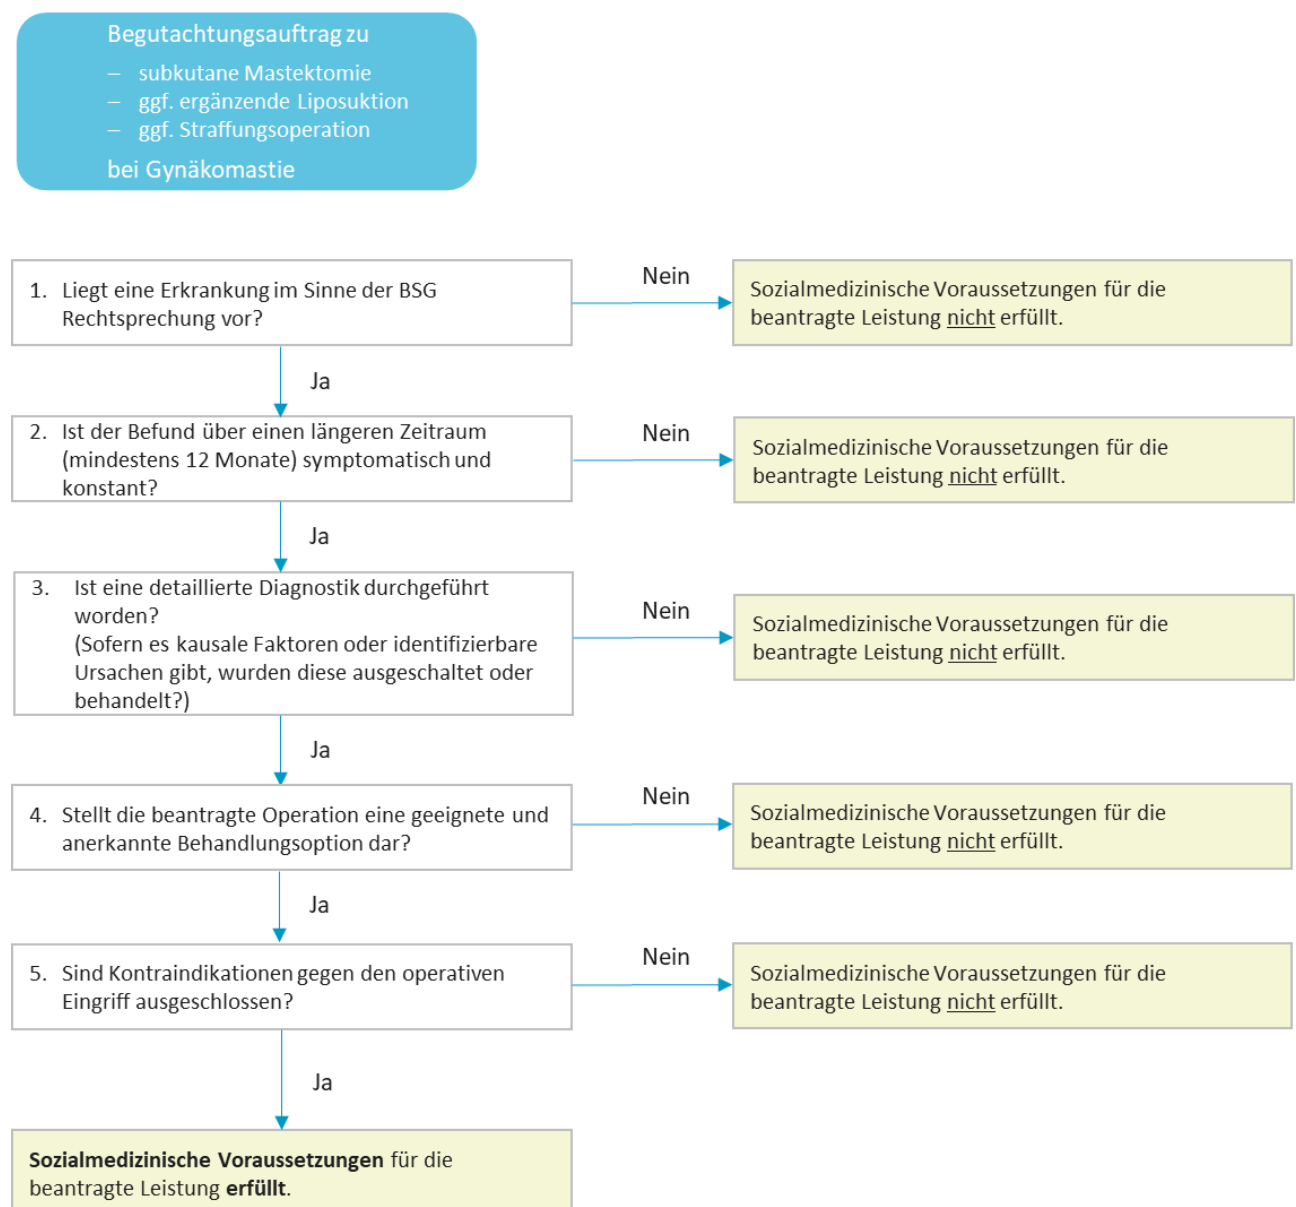 Begutachtungsauftrag zu
– subkutane Mastektomie
– ggf. ergänzende Liposuktion
– ggf. Straffungsoperation
bei Gynäkomastie
1. Liegt eine Erkrankung im Sinne der BSG
Rechtsprechung vor?
Nein
Sozialmedizinische Voraussetzungen für die
beantragte Leistung nicht erfüllt.
Ja
2. Ist der Befund über einen längeren Zeitraum
(mindestens 12 Monate) symptomatisch und
konstant?
Nein
Sozialmedizinische Voraussetzungen für die
beantragte Leistung nicht erfüllt.
Ja
3. Ist eine detaillierte Diagnostik durchgeführt
worden?
(Sofern es kausale Faktoren oder identifizierbare
Ursachen gibt, wurden diese ausgeschaltet oder
behandelt?)
Nein
Sozialmedizinische Voraussetzungen für die
beantragte Leistung nicht erfüllt.
Ja
4. Stellt die beantragte Operation eine geeignete und
anerkannte Behandlungsoption dar?
Nein
Sozialmedizinische Voraussetzungen für die
beantragte Leistung nicht erfüllt.
Ja
5. Sind Kontraindikationen gegen den operativen
Eingriff ausgeschlossen?
Nein
Sozialmedizinische Voraussetzungen für die
beantragte Leistung nicht erfüllt.
Ja
Sozialmedizinische Voraussetzungen für die
beantragte Leistung erfüllt.